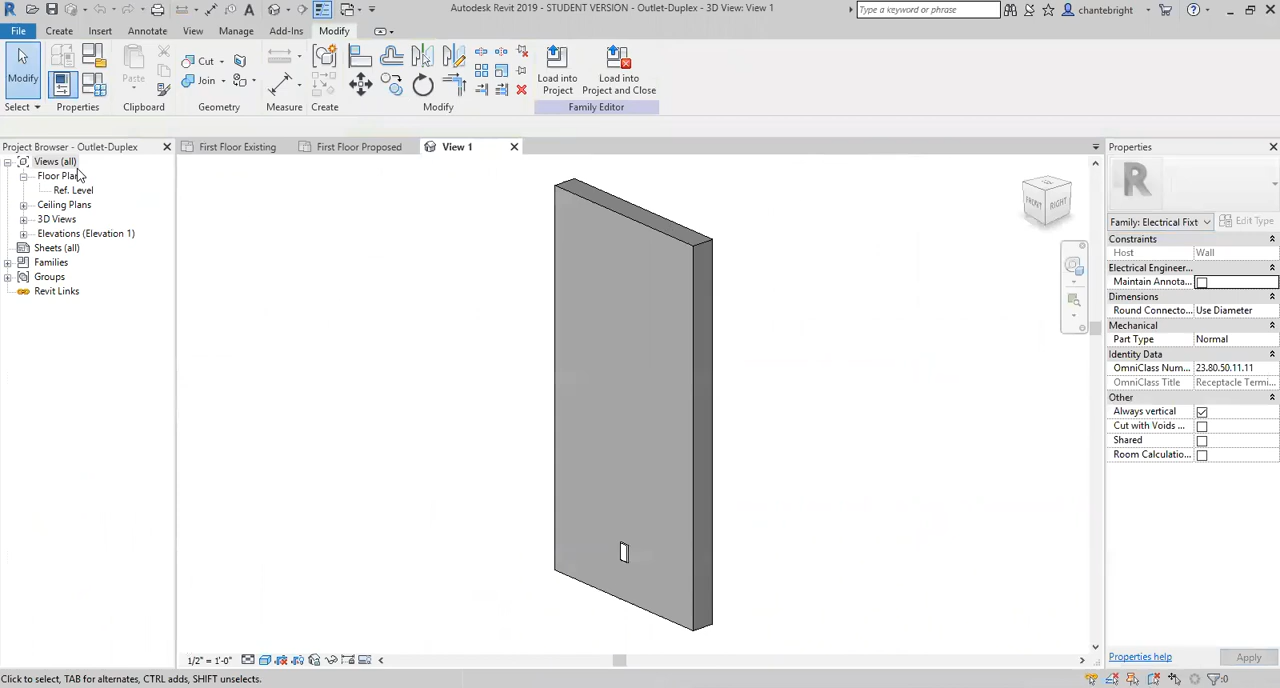 Autodesk Revit 2019 - STUDENT VERSION - Outlet-Duplex - 3D View: View 1
Type a keyword or phrase
chantebright
File Create Insert Annotate View Manage Add-Ins Modify
Modify
Paste
Cut
Join
Load into Project
Load into Project and Close
Select Properties Clipboard Geometry Measure Create Modify Family Editor
Project Browser - Outlet-Duplex
First Floor Existing
First Floor Proposed
View 1
Properties
Views (all)
Floor Plan
Ref. Level
Ceiling Plans
3D Views
Elevations (Elevation 1)
Sheets (all)
Families
Groups
Revit Links
FRONT RIGHT
R
Family: Electrical Fixt
Edit Type
Constraints
Host Wall
Electrical Engineer...
Maintain Annota...
Dimensions
Round Connecto... Use Diameter
Mechanical
Part Type Normal
Identity Data
OmniClass Num... 23.80.50.11.11
OmniClass Title Receptacle Termi...
Other
Always vertical
Cut with Voids ...
Shared
Room Calculatio...
Properties help
Apply
1/2" = 1'-0"
Click to select, TAB for alternates, CTRL adds, SHIFT unselects.
:0